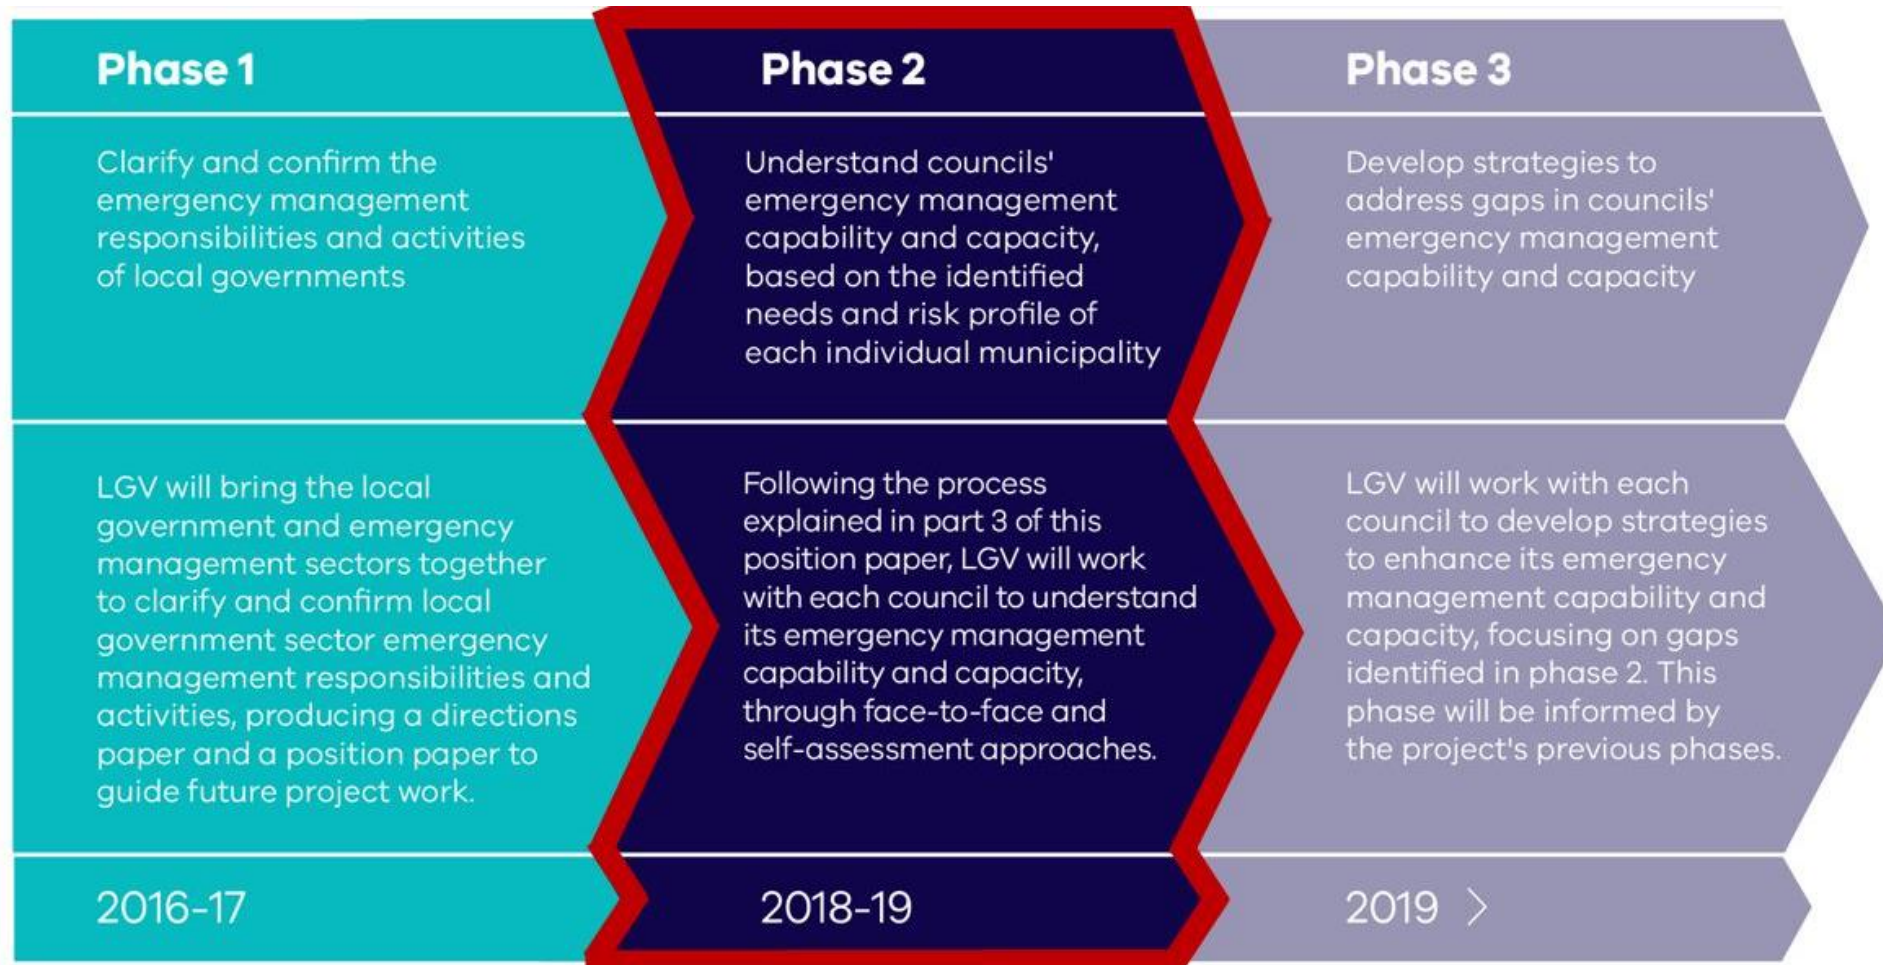 Phase 1
Clarify and confirm the
emergency management
responsibilities and activities
of local governments
LGV will bring the local
government and emergency
management sectors together
to clarify and confirm local
government sector emergency
management responsibilities and
activities, producing a directions
paper and a position paper to
guide future project work.
2016-17
Phase 2
Understand councils'
emergency management
capability and capacity,
based on the identified
needs and risk profile of
each individual municipality
Following the process
explained in part 3 of this
position paper, LGV will work
with each council to understand
its emergency management
capability and capacity,
through face-to-face and
self-assessment approaches.
2018-19
Phase 3
Develop strategies to
address gaps in councils'
emergency management
capability and capacity
LGV will work with each
council to develop strategies
to enhance its emergency
management capability and
capacity, focusing on gaps
identified in phase 2. This
phase will be informed by
the project's previous phases.
2019 >